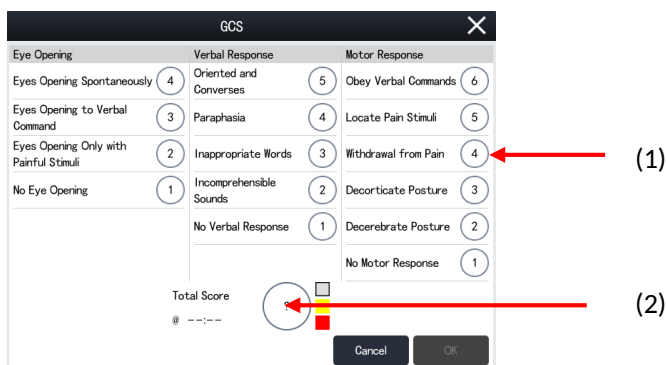 GCS
Eye Opening
Verbal Response
Motor Response
Eyes Opening Spontaneously 4
Oriented and
Converses 5
Obey Verbal Commands 6
Eyes Opening to Verbal
Command 3
Paraphasia 4
Locate Pain Stimuli 5
Eyes Opening Only with
Painful Stimuli 2
Inappropriate Words 3
Withdrawal from Pain 4
(1)
No Eye Opening 1
Incomprehensible
Sounds 2
Decorticate Posture 3
No Verbal Response 1
Decerebrate Posture 2
No Motor Response 1
Total Score
?
(2)
@ --:--
Cancel
OK